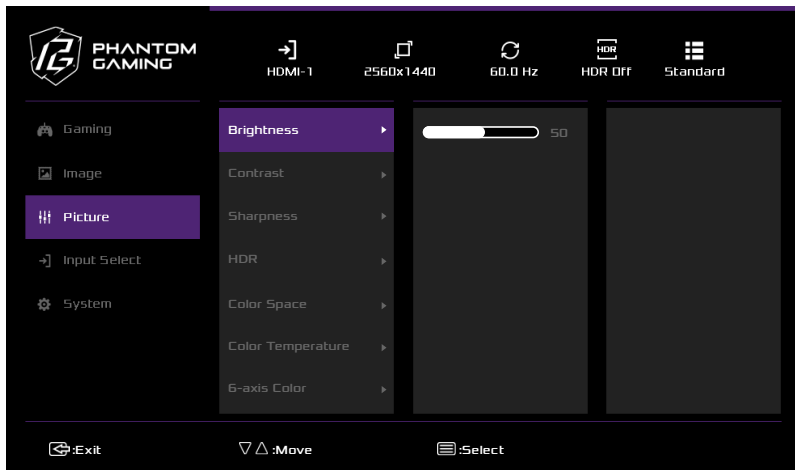 PHANTOM
GAMING
HDMI-1
2560x1440
60.0 Hz
HDR
HDR Off
Standard
Gaming
Image
Picture
Input Select
System
Brightness
Contrast
Sharpness
HDR
Color Space
Color Temperature
6-axis Color
50
:Exit
:Move
:Select